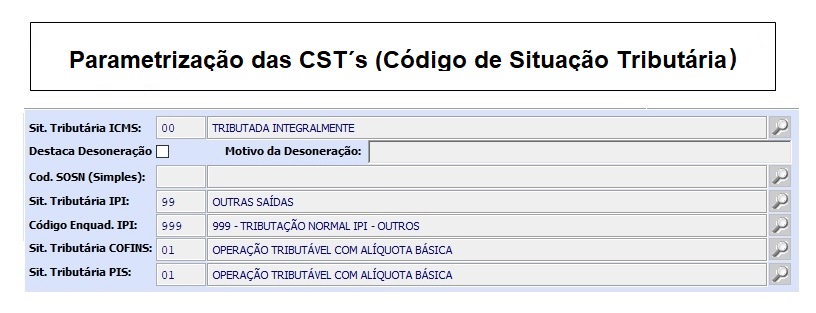 Parametrização das CST´s (Código de Situação Tributária)
Sit. Tributária ICMS: 00 TRIBUTADA INTEGRALMENTE
Destaca Desoneração Motivo da Desoneração:
Cod. SOSN (Simples):
Sit. Tributária IPI: 99 OUTRAS SAÍDAS
Código Enquad. IPI: 999 999 - TRIBUTAÇÃO NORMAL IPI - OUTROS
Sit. Tributária COFINS: 01 OPERAÇÃO TRIBUTÁVEL COM ALÍQUOTA BÁSICA
Sit. Tributária PIS: 01 OPERAÇÃO TRIBUTÁVEL COM ALÍQUOTA BÁSICA